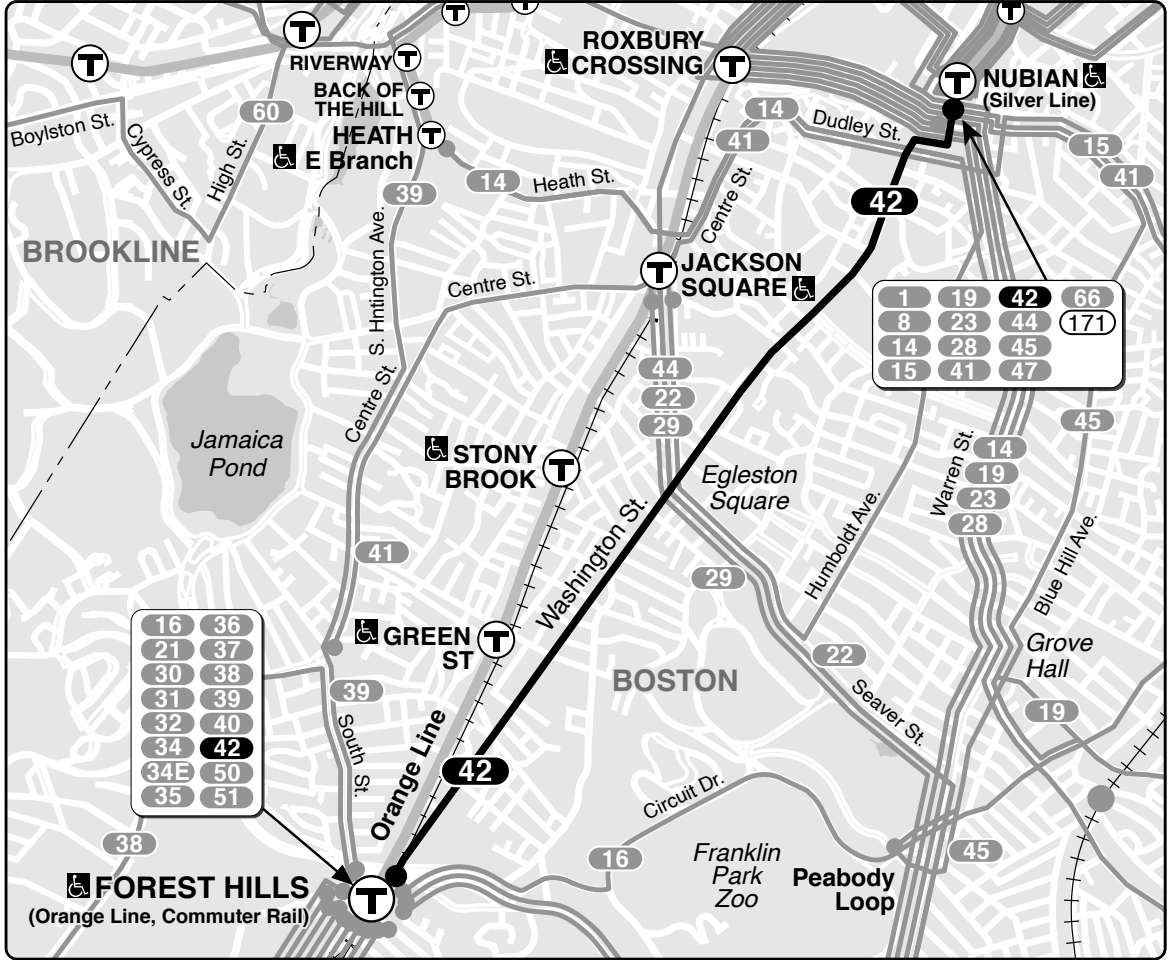 ROXBURY
CROSSING
T
T
T
T
T
RIVERWAY
T
BACK OF
THE HILL
T
HEATH
T
E Branch
T
NUBIAN
(Silver Line)
T
60
Boylston St.
Cypress St.
High St.
14
Dudley St.
41
15
41
39
14
Heath St.
Centre St.
42
BROOKLINE
S. Hntington Ave.
Centre St.
T
JACKSON
SQUARE
1
19
42
66
8
23
44
171
14
28
45
15
41
47
44
22
29
Centre St.
Jamaica
Pond
STONY
BROOK
T
Egleston
Square
45
Warren St.
14
19
23
28
Washington St.
Humboldt Ave.
Blue Hill Ave.
41
29
GREEN
ST
T
22
Grove
Hall
BOSTON
16
36
21
37
30
38
31
39
32
40
34
42
34E
50
35
51
39
South St.
Orange Line
42
Seaver St.
19
Circuit Dr.
38
16
45
Franklin
Park
Zoo
Peabody
Loop
FOREST HILLS
(Orange Line, Commuter Rail)
T